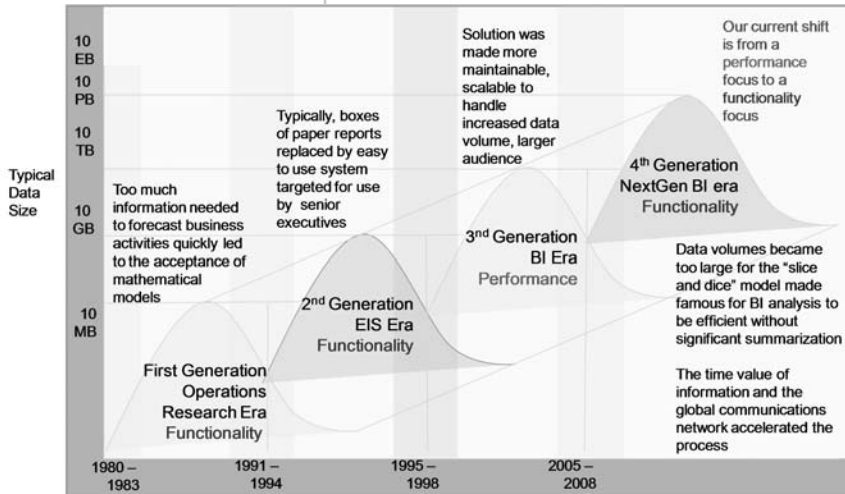 10
EB
10
PB
10
TB
10
GB
10
MB
Typical
Data
Size
Too much
information needed
to forecast business
activities quickly led
to the acceptance of
mathematical
models
Typically, boxes
of paper reports
replaced by easy
to use system
targeted for use
by senior
executives
Solution was
made more
maintainable,
scalable to
handle
increased data
volume, larger
audience
Our current shift
is from a
performance
focus to a
functionality
focus
First Generation
Operations
Research Era
Functionality
2nd Generation
EIS Era
Functionality
3nd Generation
BI Era
Performance
4th Generation
NextGen BI era
Functionality
Data volumes became
too large for the “slice
and dice” model made
famous for BI analysis to
be efficient without
significant summarization
The time value of
information and the
global communications
network accelerated the
process
1980 –
1983
1991 –
1994
1995 –
1998
2005 –
2008